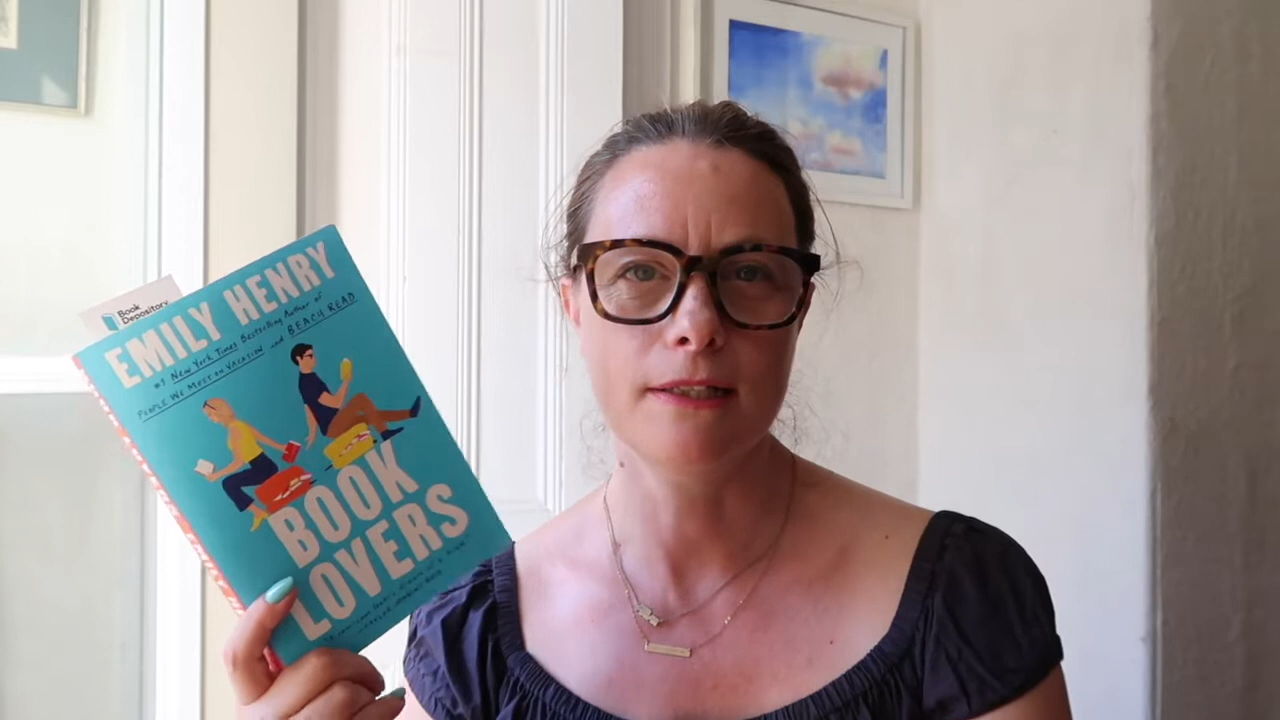 Book
Depository
EMILY HENRY
#1 New York Times Bestselling Author of
PEOPLE WE MEET ON VACATION and BEACH READ
BOOK
LOVERS